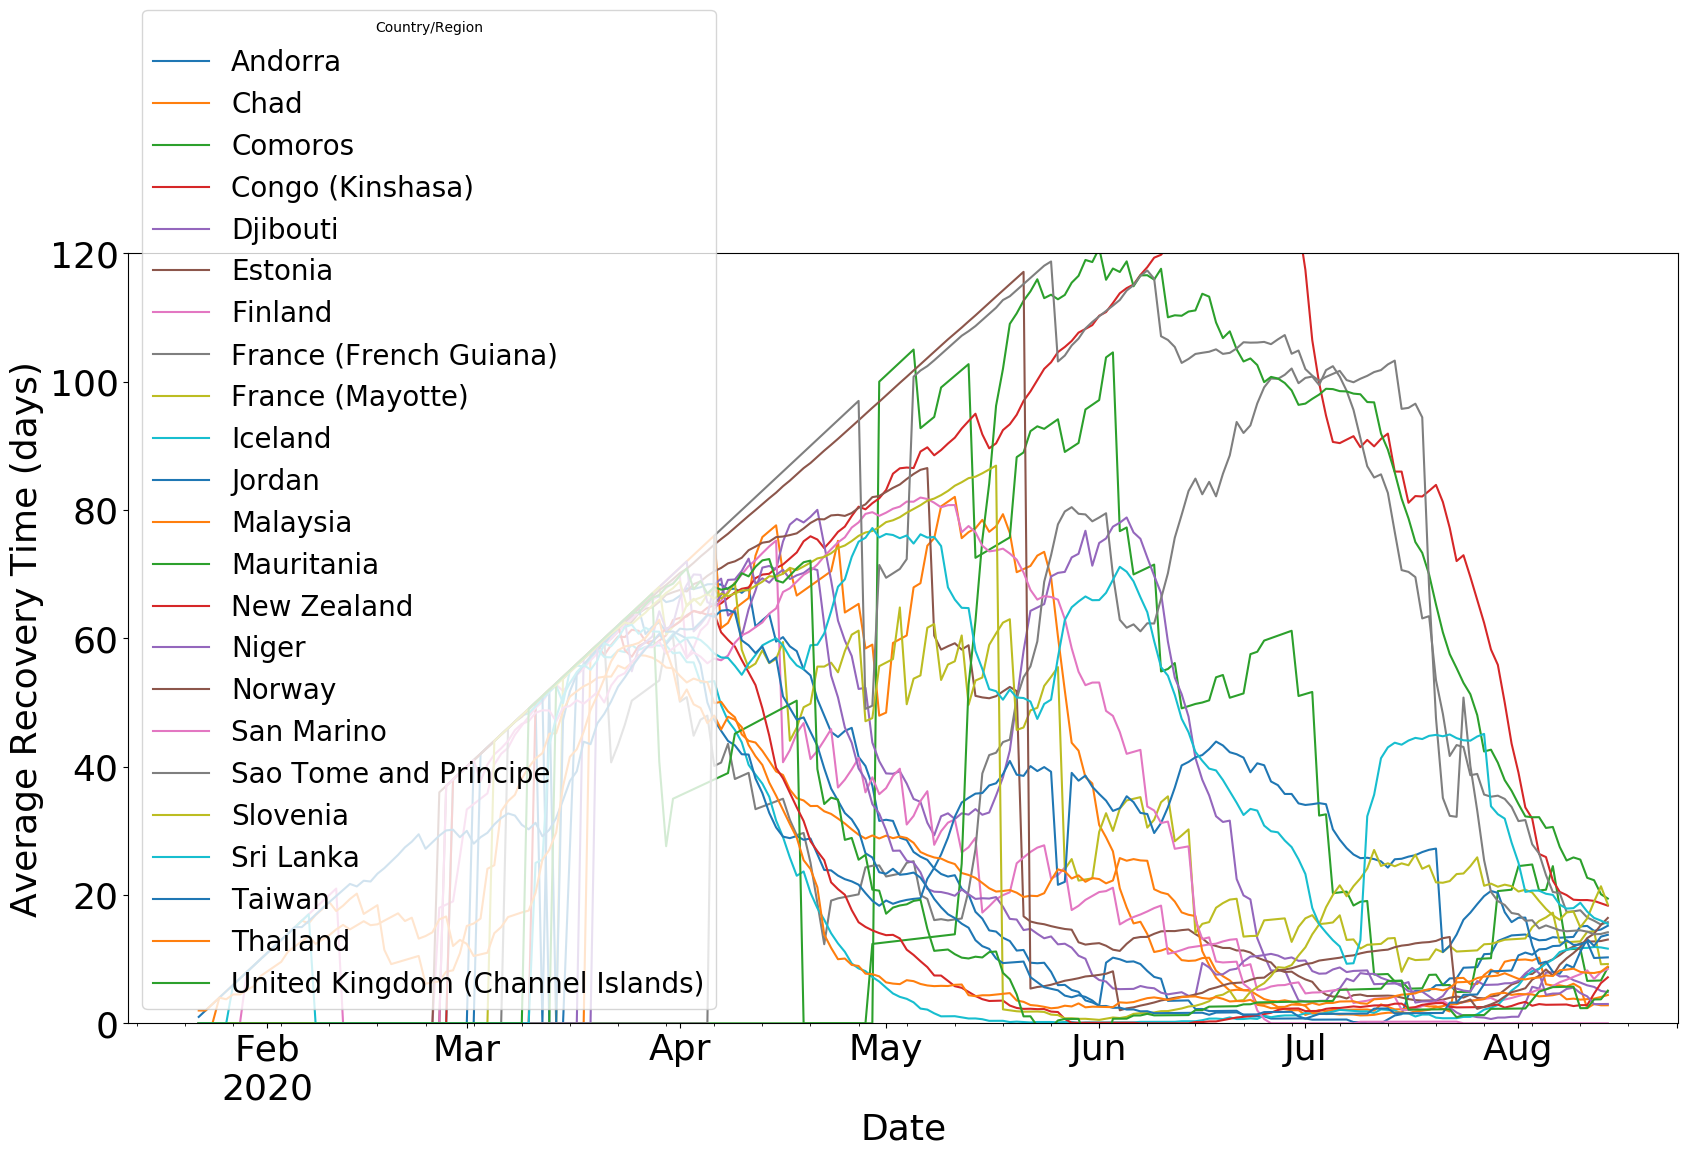 Country/Region
Andorra
Chad
Comoros
Congo (Kinshasa)
Djibouti
Estonia
Finland
France (French Guiana)
France (Mayotte)
Iceland
Jordan
Malaysia
Mauritania
New Zealand
Niger
Norway
San Marino
Sao Tome and Principe
Slovenia
Sri Lanka
Taiwan
Thailand
United Kingdom (Channel Islands)
Average Recovery Time (days)
120
100
80
60
40
20
0
Feb Mar Apr May Jun Jul Aug
2020
Date